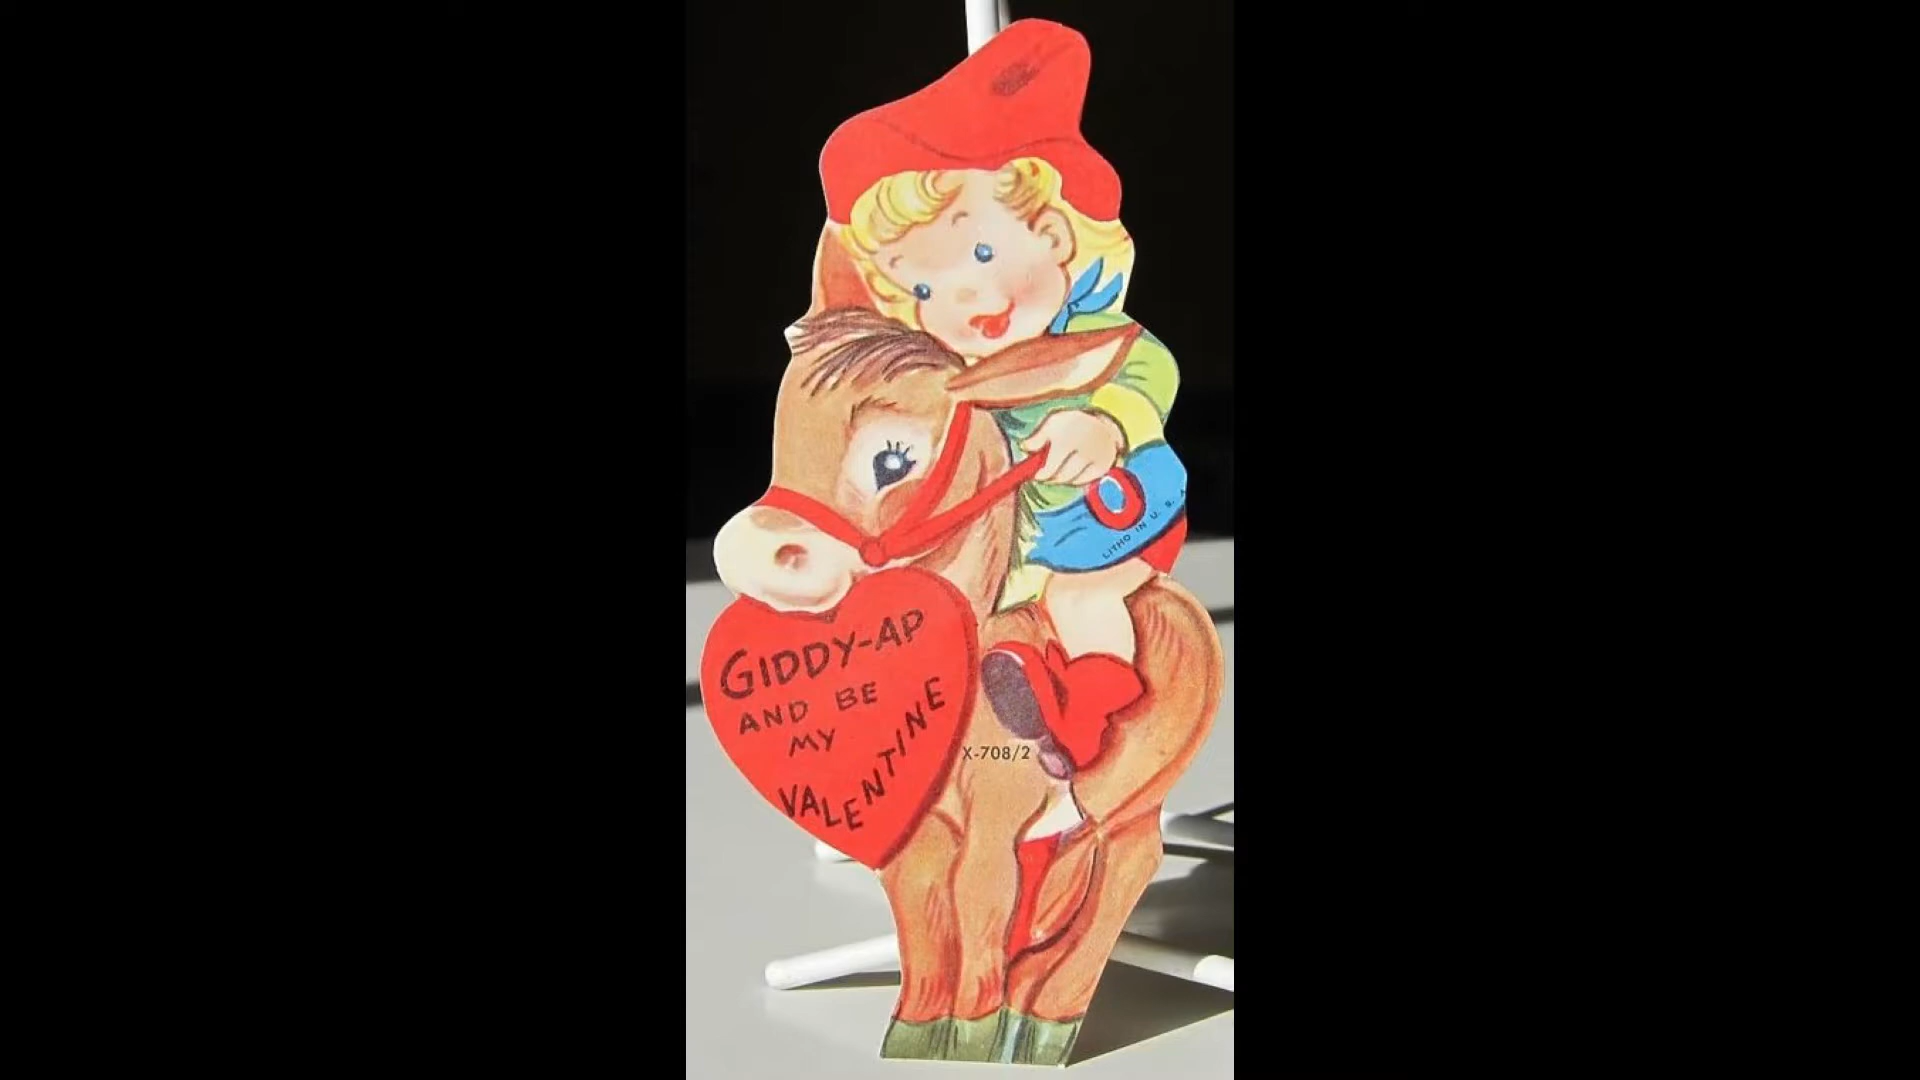 LITHO IN U. S. A
GIDDY-AP
AND BE
MY
VALENTINE
X-708/2